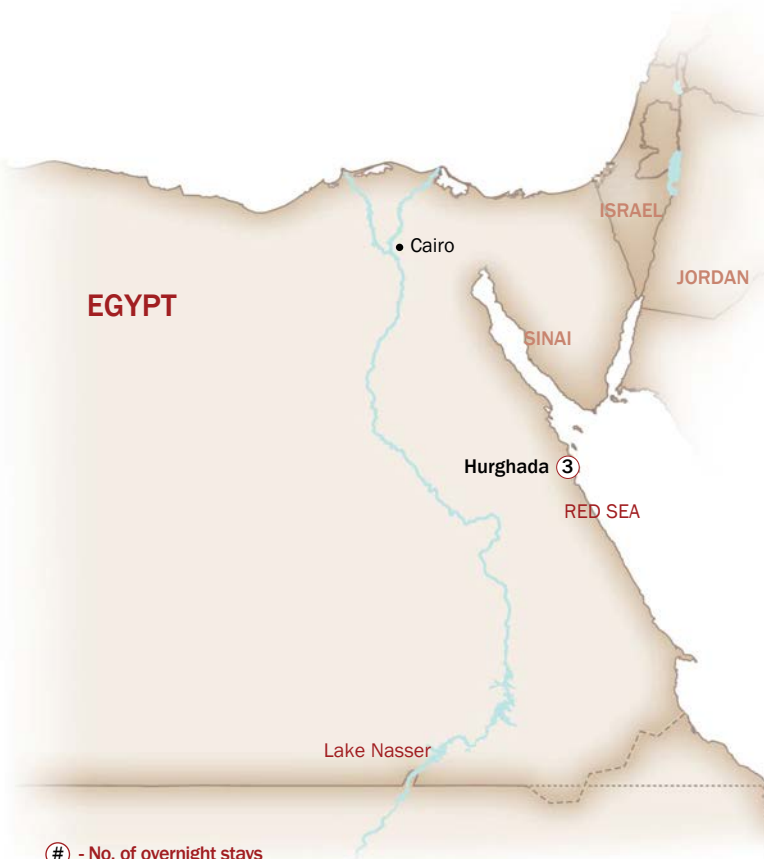 ISRAEL
Cairo
JORDAN
EGYPT
SINAI
Hurghada 3
RED SEA
Lake Nasser
# - No. of overnight stays